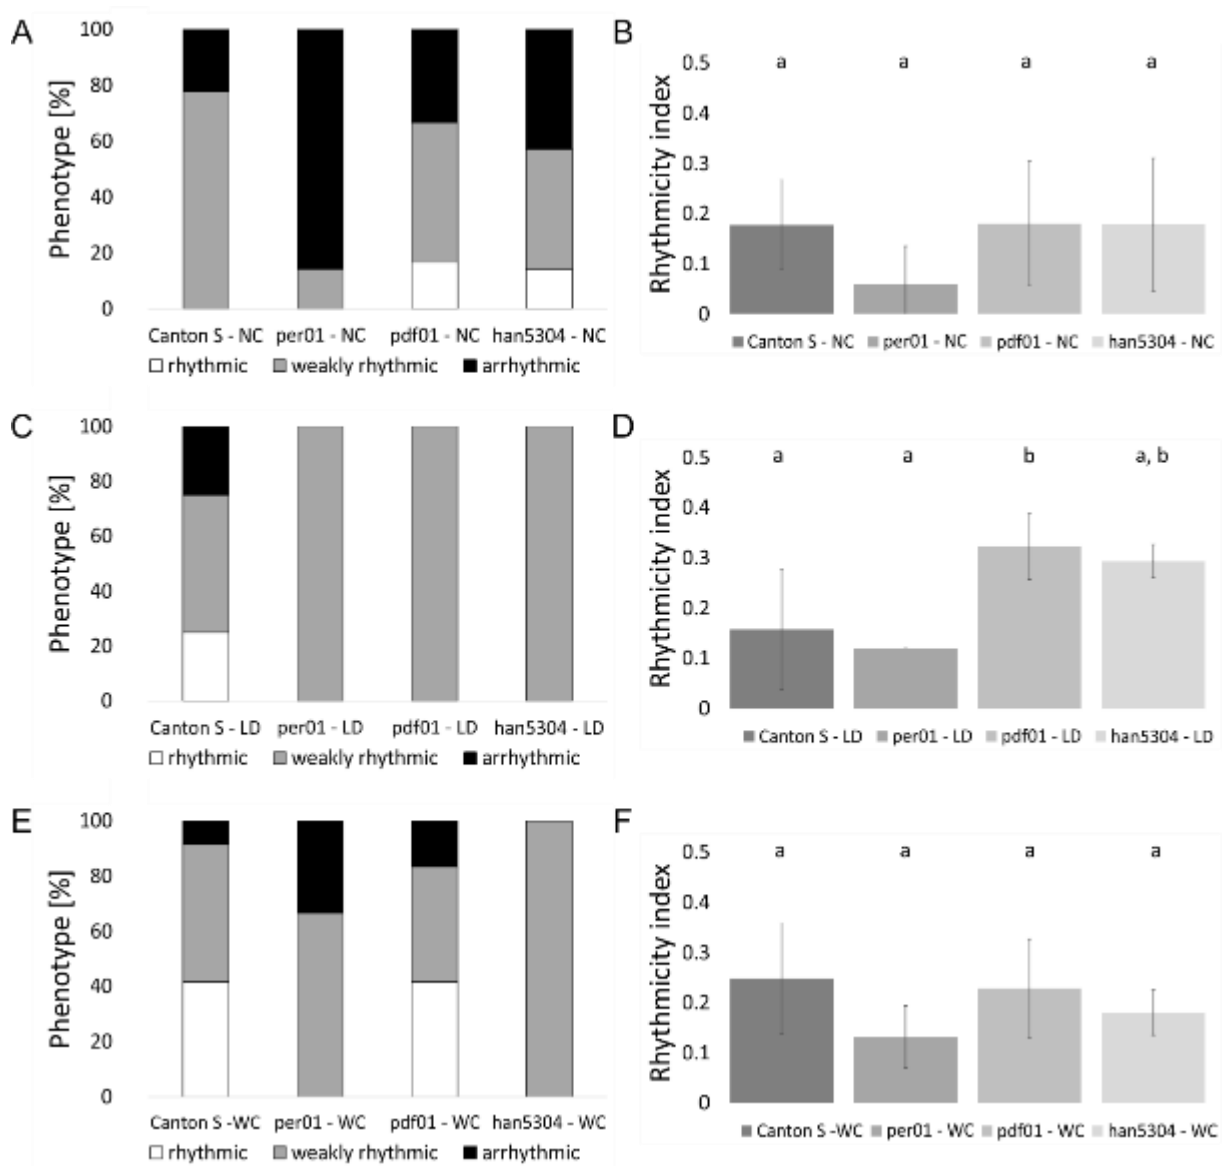 A
Phenotype [%]
100
80
60
40
20
0
Canton S - NC per01 - NC pdf01 - NC han5304 - NC
rhythmic weakly rhythmic arrhythmic
B
Rhythmicity index
0.5
0.4
0.3
0.2
0.1
0
a a a a
Canton S - NC per01 - NC pdf01 - NC han5304 - NC
C
Phenotype [%]
100
80
60
40
20
0
Canton S - LD per01 - LD pdf01 - LD han5304 - LD
rhythmic weakly rhythmic arrhythmic
D
Rhythmicity index
0.5
0.4
0.3
0.2
0.1
0
a a b a, b
Canton S - LD per01 - LD pdf01 - LD han5304 - LD
E
Phenotype [%]
100
80
60
40
20
0
Canton S -WC per01 - WC pdf01 - WC han5304 - WC
rhythmic weakly rhythmic arrhythmic
F
Rhythmicity index
0.5
0.4
0.3
0.2
0.1
0
a a a a
Canton S -WC per01 - WC pdf01 - WC han5304 - WC